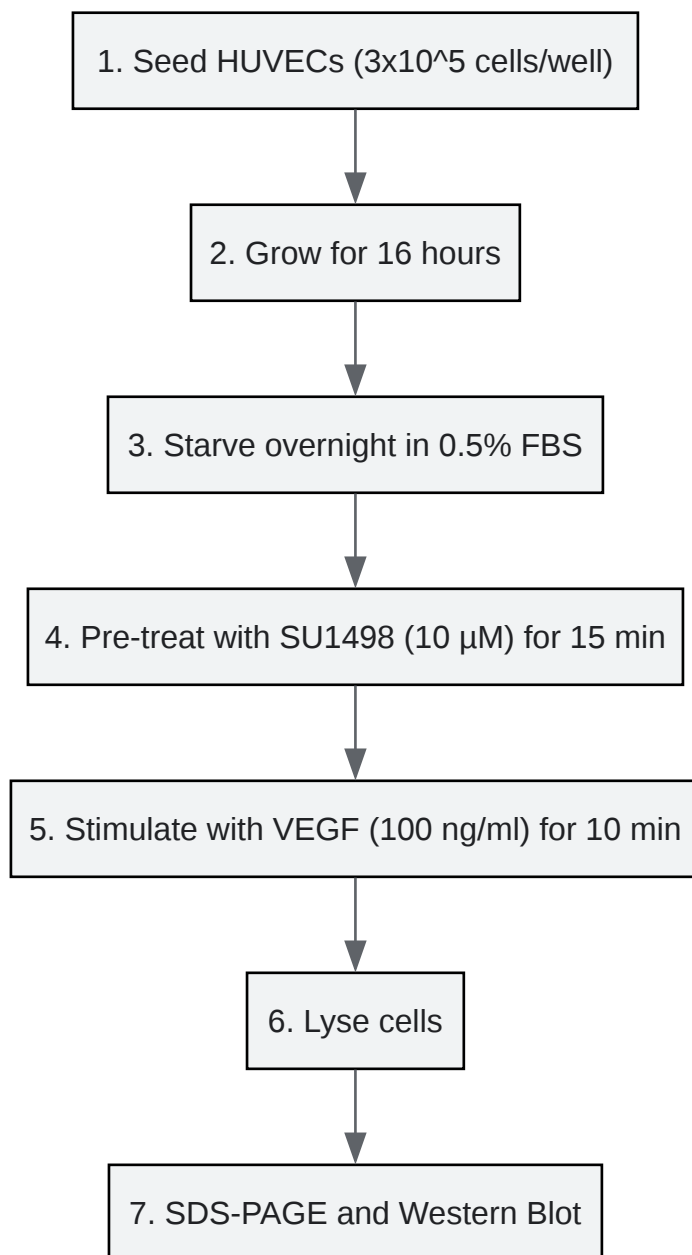 1. Seed HUVECs (3x10^5 cells/well)
2. Grow for 16 hours
3. Starve overnight in 0.5% FBS
4. Pre-treat with SU1498 (10 µM) for 15 min
5. Stimulate with VEGF (100 ng/ml) for 10 min
6. Lyse cells
7. SDS-PAGE and Western Blot